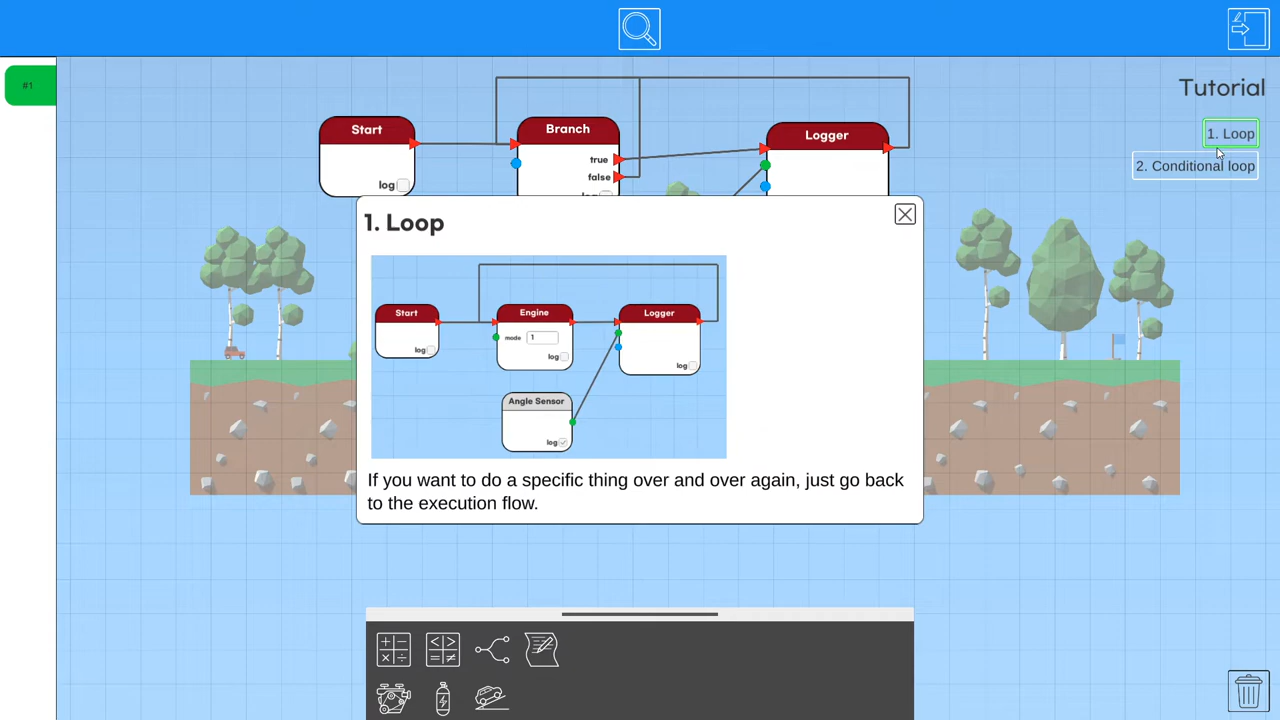 #1
Tutorial
1. Loop
2. Conditional loop
Start
log
Branch
true
false
Logger
1. Loop
Start
log
Engine
mode 1
log
Logger
log
Angle Sensor
log
If you want to do a specific thing over and over again, just go back
to the execution flow.